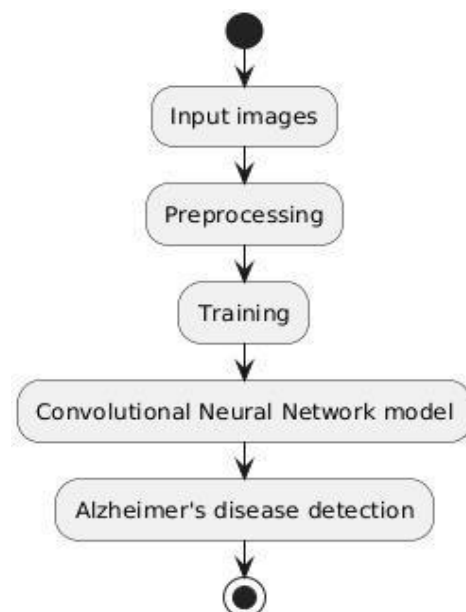 Input images
Preprocessing
Training
Convolutional Neural Network model
Alzheimer's disease detection